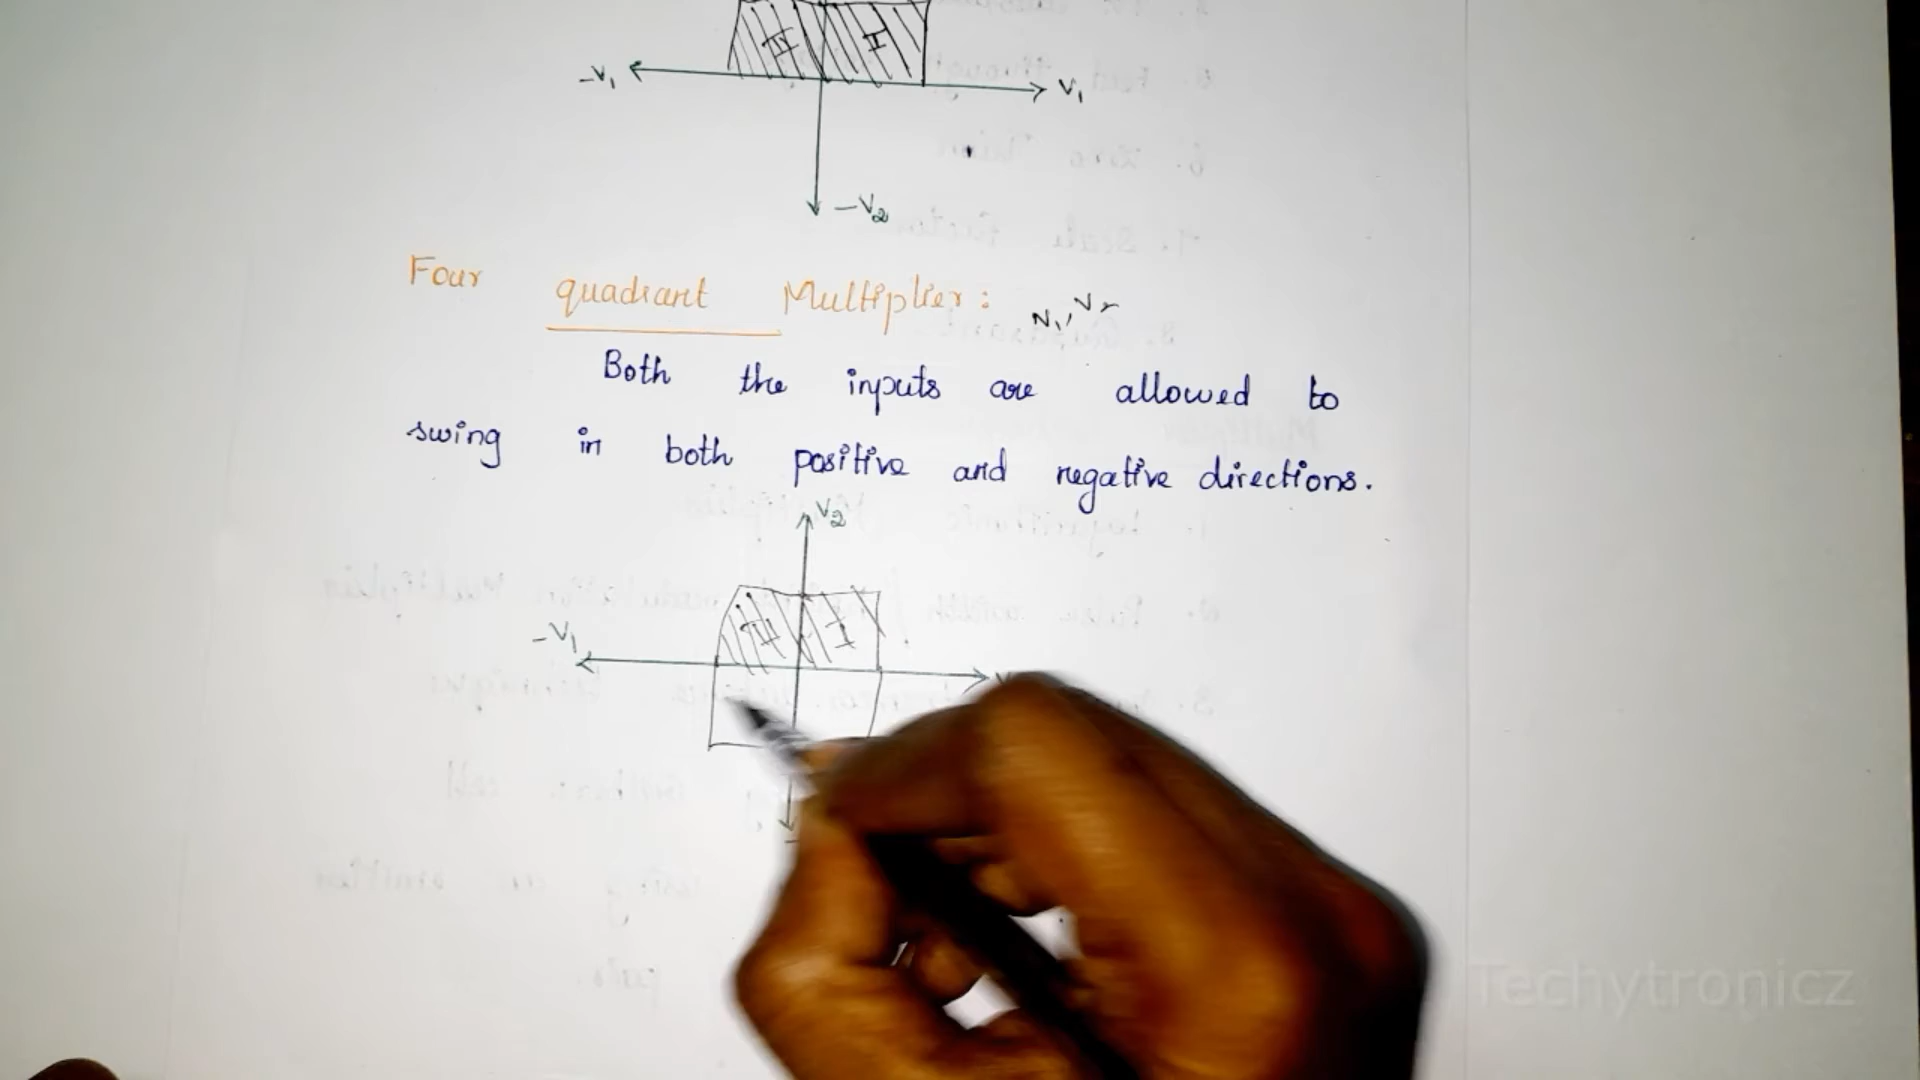 II I
-V1 V1
-V2
Four quadrant Multiplier: V1, V2
Both the inputs are allowed to
swing in both positive and negative directions.
V2
II I
-V1
Techytronicz